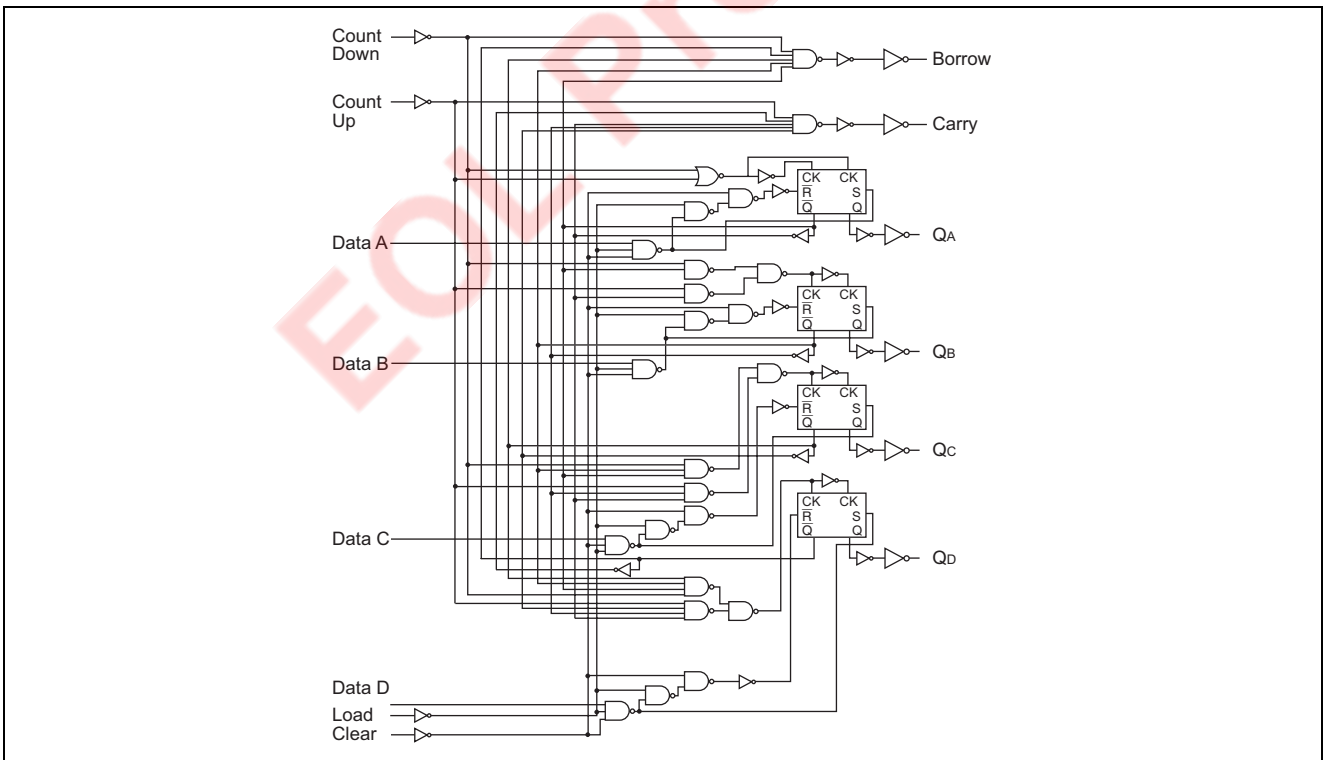 Count
Down
Borrow
Count
Up
Carry
CK CK
R S
Q Q
Data A
QA
CK CK
R S
Q Q
QB
Data B
CK CK
R S
Q Q
QC
CK CK
R S
Q Q
Data C
QD
Data D
Load
Clear
EOL Pro